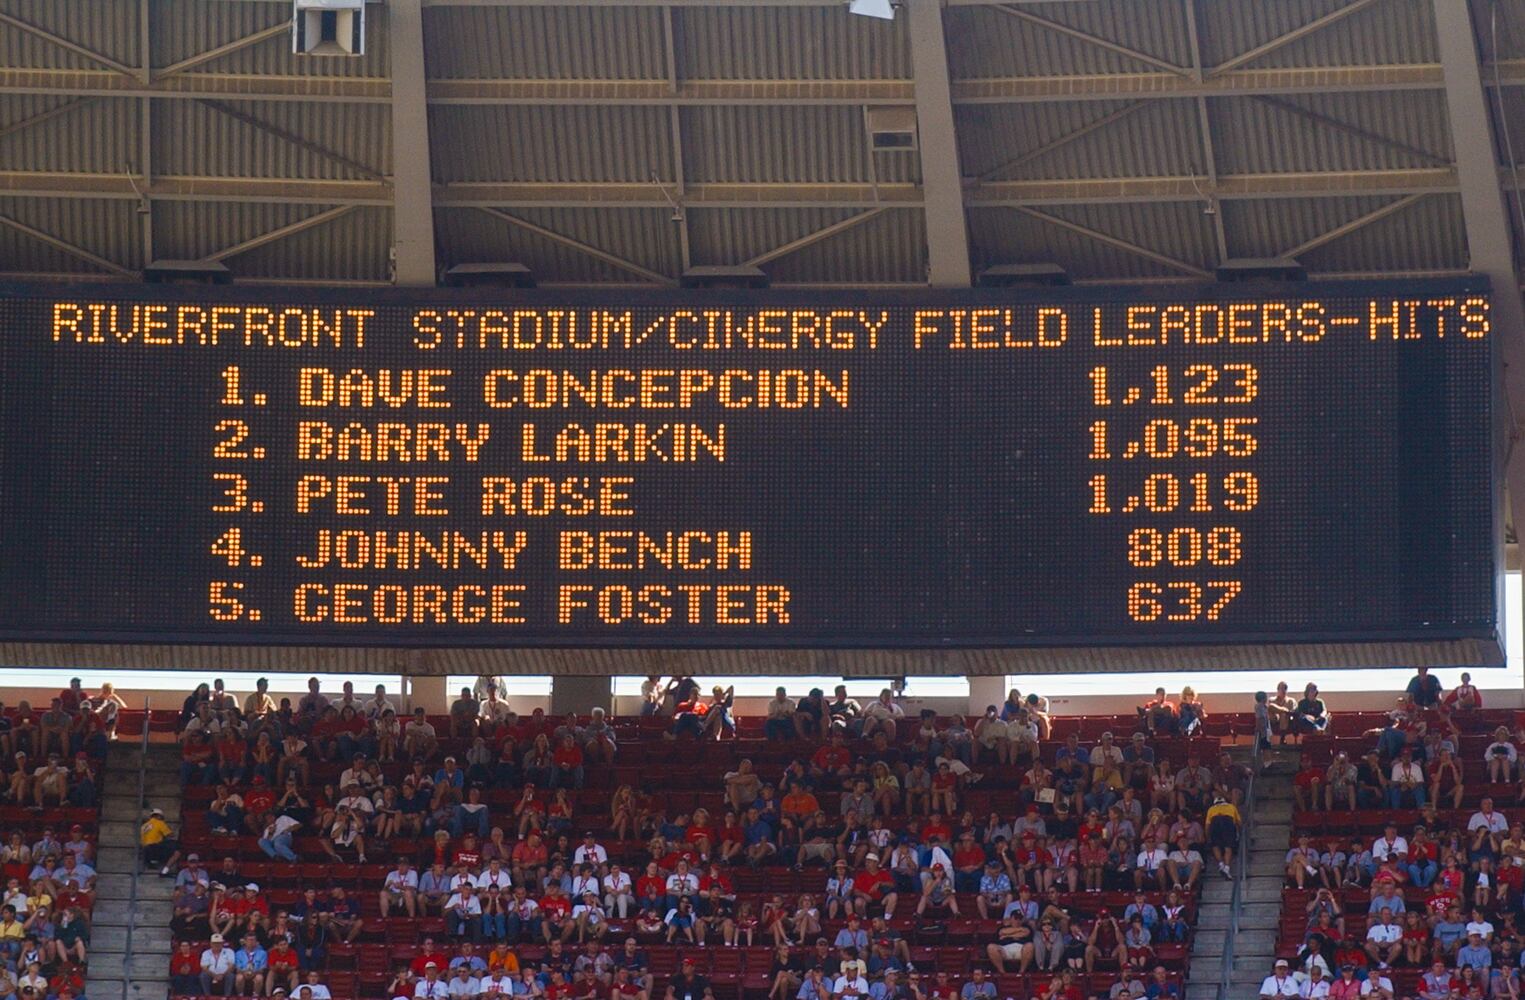 RIVERFRONT STADIUM/CINERGY FIELD LEADERS-HITS
1. DAVE CONCEPCION 1,123
2. BARRY LARKIN 1,095
3. PETE ROSE 1,019
4. JOHNNY BENCH 808
5. GEORGE FOSTER 637